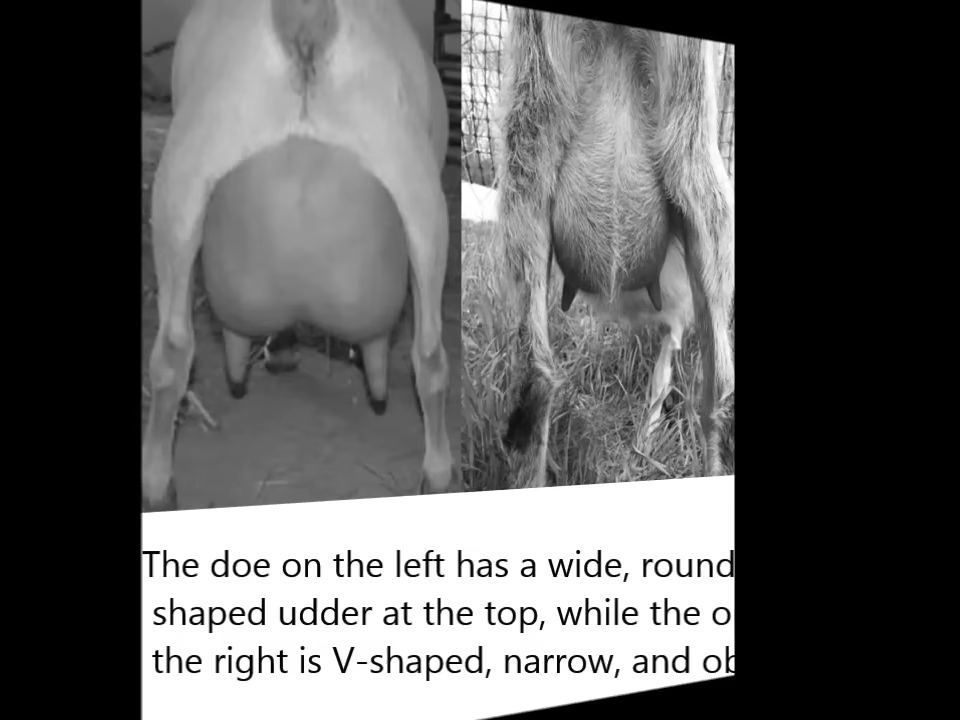 The doe on the left has a wide, round
shaped udder at the top, while the
the right is V-shaped, narrow, and